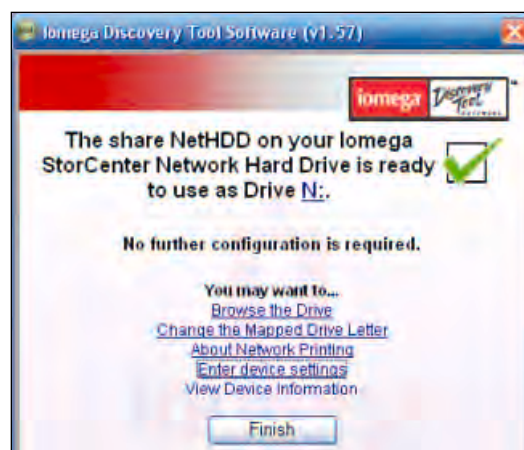 Iomega Discovery Tool Software (v1.57)
iomega Discovery Tool SOFTWARE ™
The share NetHDD on your Iomega
StorCenter Network Hard Drive is ready
to use as Drive N:.
No further configuration is required.
You may want to...
Browse the Drive
Change the Mapped Drive Letter
About Network Printing
Enter device settings
View Device Information
Finish